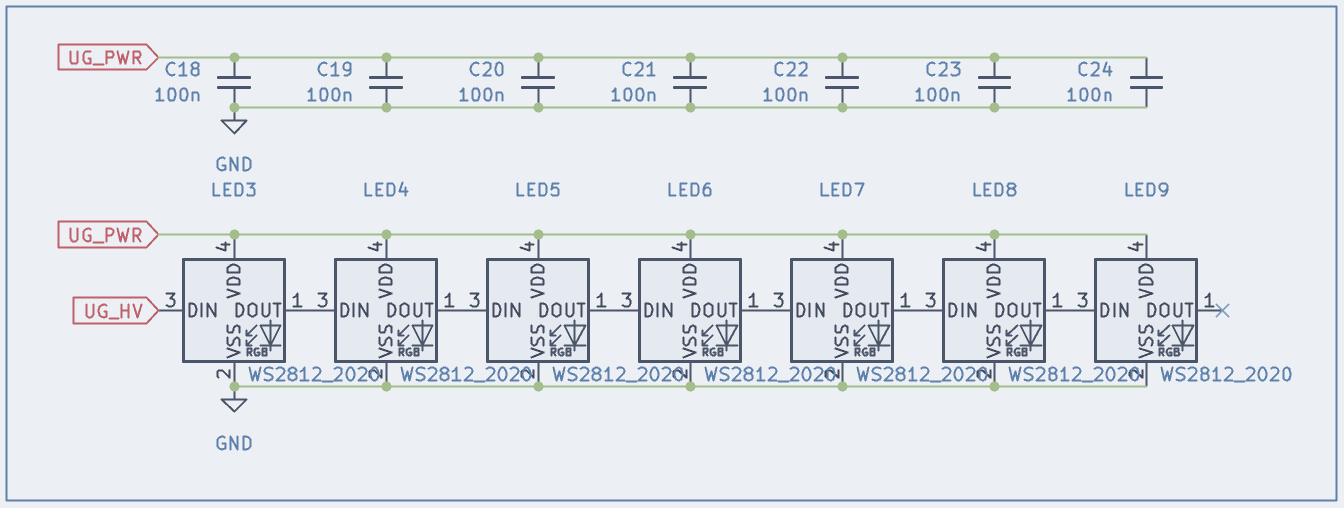 UG_PWR
C18 C19 C20 C21 C22 C23 C24
100n 100n 100n 100n 100n 100n 100n
GND
LED3 LED4 LED5 LED6 LED7 LED8 LED9
UG_PWR
4 4 4 4 4 4 4
VDD VDD VDD VDD VDD VDD VDD
UG_HV 3 DIN DOUT 1 3 DIN DOUT 1 3 DIN DOUT 1 3 DIN DOUT 1 3 DIN DOUT 1 3 DIN DOUT 1 3 DIN DOUT 1
VSS VSS VSS VSS VSS VSS VSS
RGB RGB RGB RGB RGB RGB RGB
2 WS2812_2020 2 WS2812_2020 2 WS2812_2020 2 WS2812_2020 2 WS2812_2020 2 WS2812_2020 2 WS2812_2020
GND